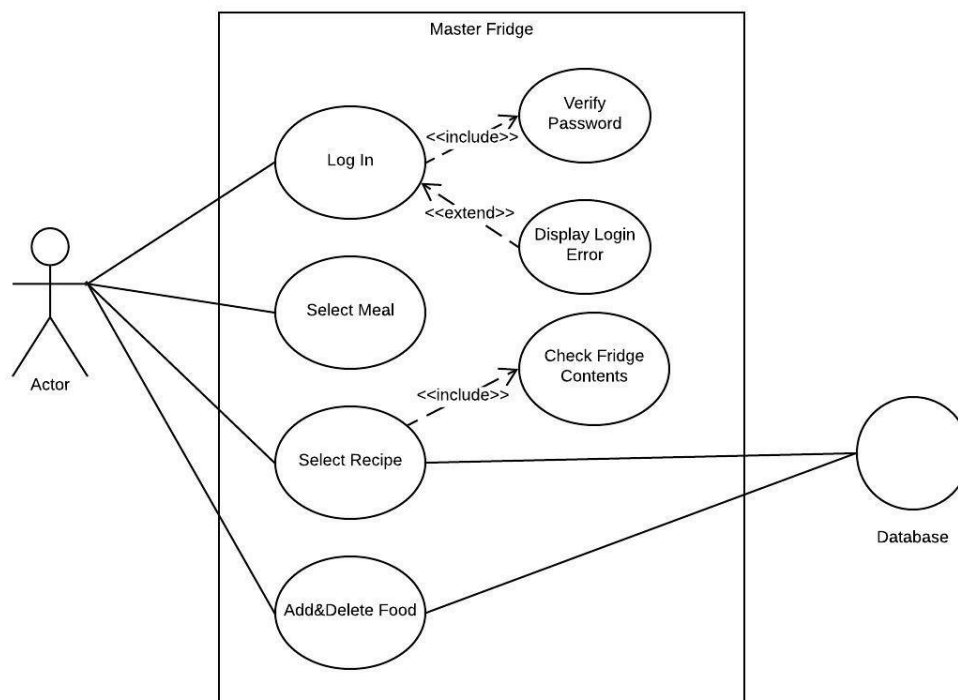 Master Fridge
Verify
Password
<<include>>
Log In
<<extend>>
Display Login
Error
Select Meal
Check Fridge
Contents
Actor
<<include>>
Select Recipe
Database
Add&Delete Food